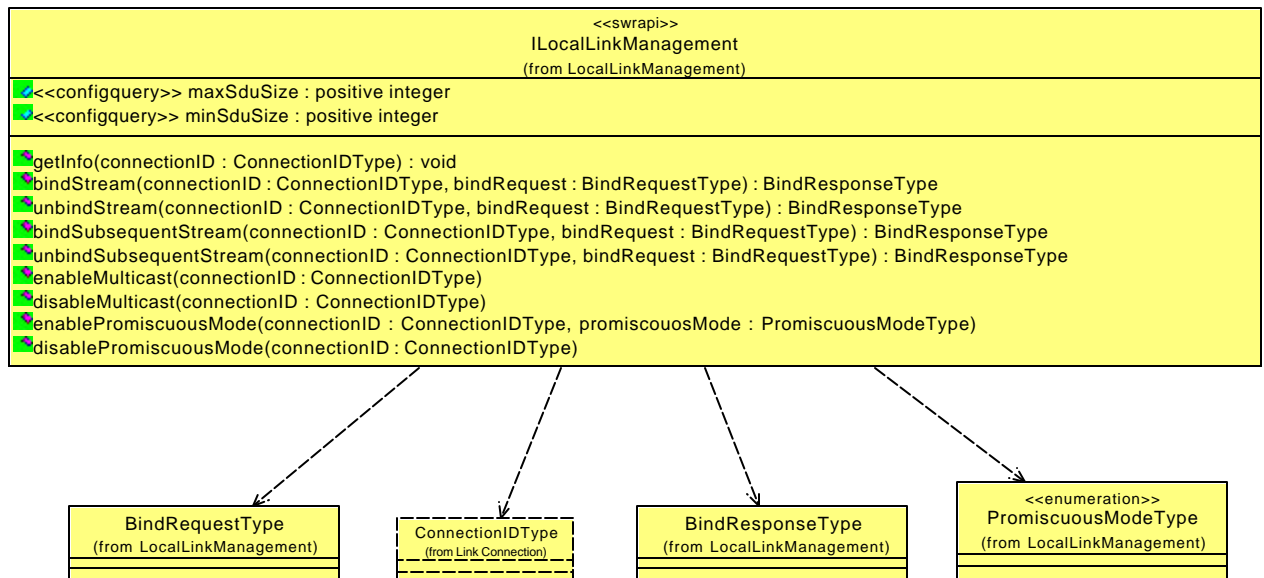 <<swrapi>>
ILocalLinkManagement
(from LocalLinkManagement)
<<configquery>> maxSduSize : positive integer
<<configquery>> minSduSize : positive integer
getInfo(connectionID : ConnectionIDType) : void
bindStream(connectionID : ConnectionIDType, bindRequest : BindRequestType) : BindResponseType
unbindStream(connectionID : ConnectionIDType, bindRequest : BindRequestType) : BindResponseType
bindSubsequentStream(connectionID : ConnectionIDType, bindRequest : BindRequestType) : BindResponseType
unbindSubsequentStream(connectionID : ConnectionIDType, bindRequest : BindRequestType) : BindResponseType
enableMulticast(connectionID : ConnectionIDType)
disableMulticast(connectionID : ConnectionIDType)
enablePromiscuousMode(connectionID : ConnectionIDType, promiscouosMode : PromiscuousModeType)
disablePromiscuousMode(connectionID : ConnectionIDType)
BindRequestType
(from LocalLinkManagement)
ConnectionIDType
(from Link Connection)
BindResponseType
(from LocalLinkManagement)
<<enumeration>>
PromiscuousModeType
(from LocalLinkManagement)